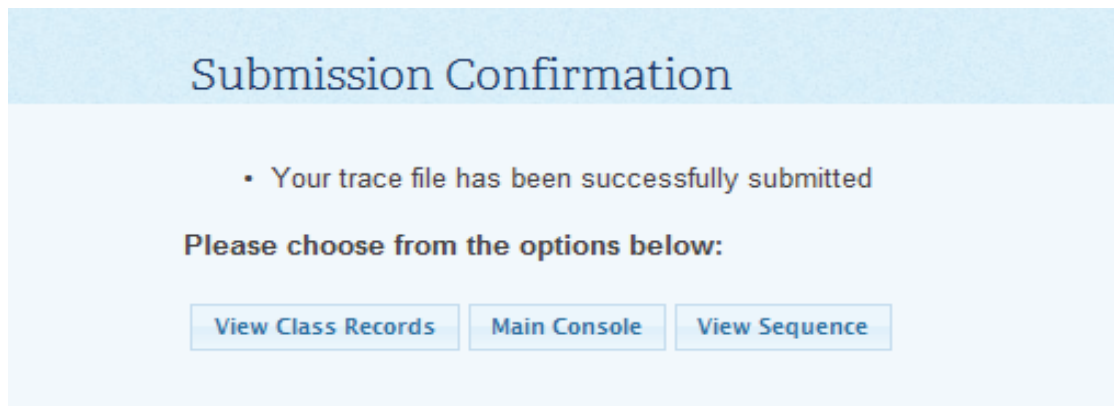 Submission Confirmation
• Your trace file has been successfully submitted
Please choose from the options below:
View Class Records Main Console View Sequence